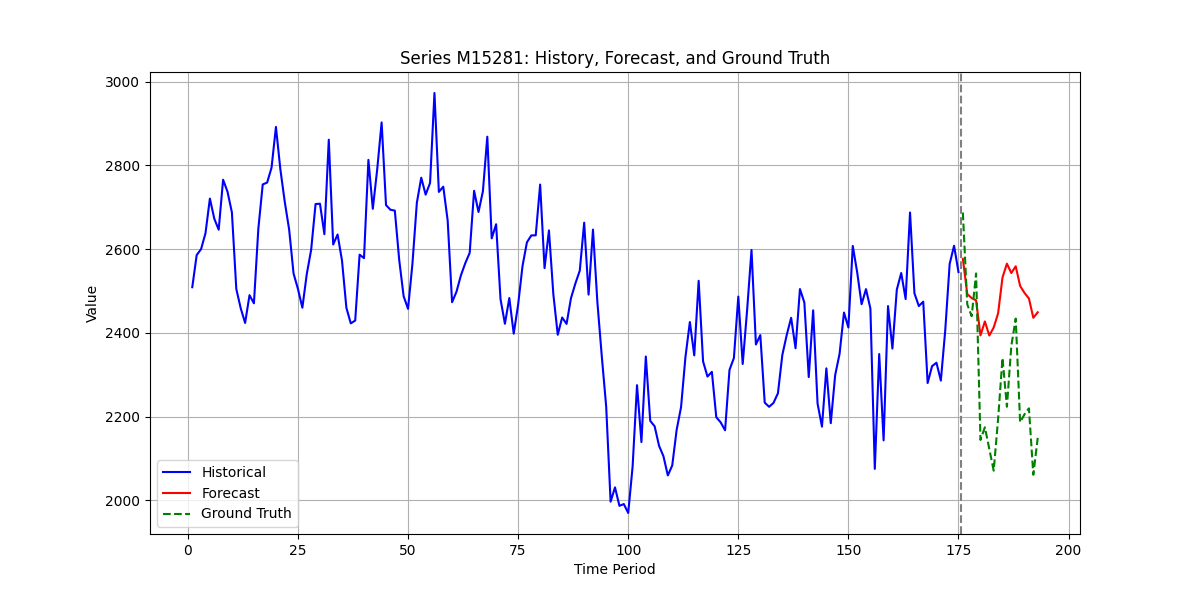 Series M15281: History, Forecast, and Ground Truth
3000
2800
2600
2400
2200
2000
Value
Historical
Forecast
Ground Truth
0 25 50 75 100 125 150 175 200
Time Period